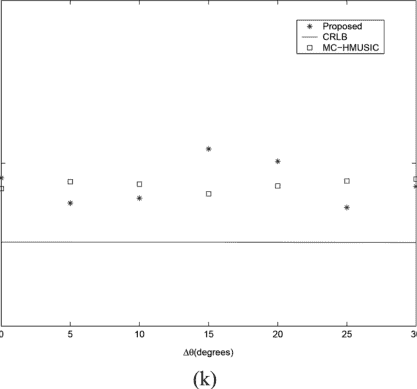 Proposed
CRLB
MC-HMUSIC
0 5 10 15 20 25 30
Δθ(degrees)
(k)